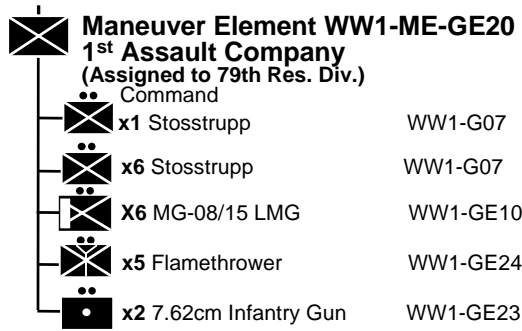 Maneuver Element WW1-ME-GE20
1st Assault Company
(Assigned to 79th Res. Div.)
Command
x1 Stosstrupp WW1-G07
x6 Stosstrupp WW1-G07
X6 MG-08/15 LMG WW1-GE10
x5 Flamethrower WW1-GE24
x2 7.62cm Infantry Gun WW1-GE23